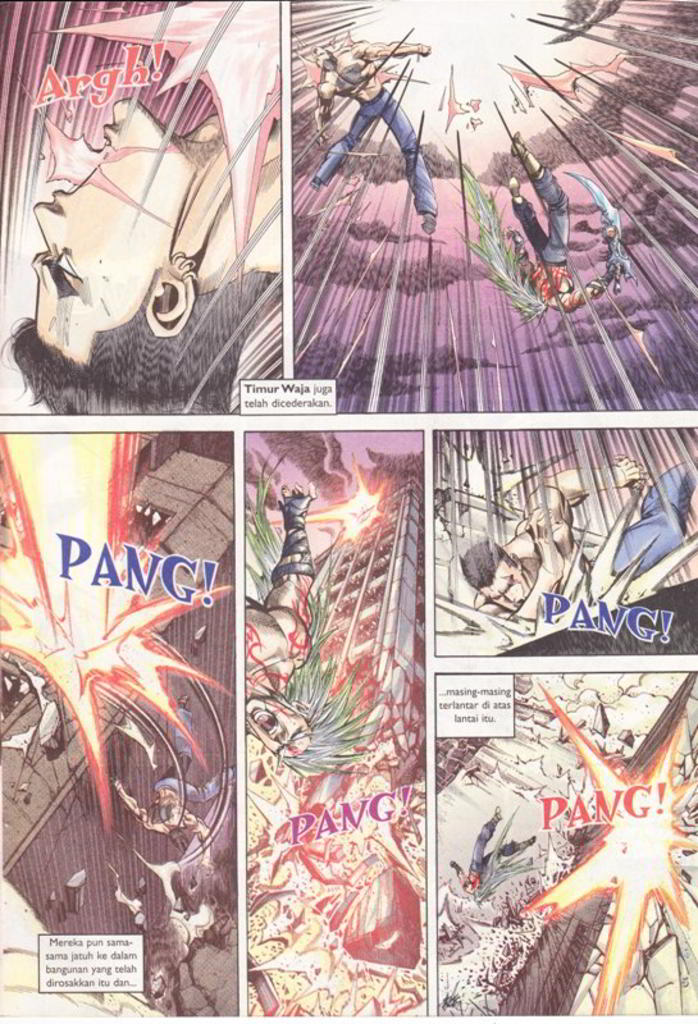 Argh!
Timur Waja juga
telah dicederakan.
PANG!
Mereka pun sama-
sama jatuh ke dalam
bangunan yang telah
dirosakkan itu dan...
PANG!
PANG!
...masing-masing
terlantar di atas
lantai itu.
PANG!